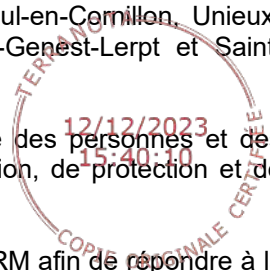 ul-en-Cornillon, Unieux
-Genest-Lerpt et Saint
TERRANOTA
12/12/2023
15:40:10
COPIE ORIGINALE CERTIFIÉE
des personnes et de
ion, de protection et d
RM afin de répondre à l